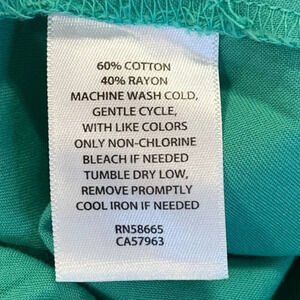 60% COTTON
40% RAYON
MACHINE WASH COLD,
GENTLE CYCLE,
WITH LIKE COLORS
ONLY NON-CHLORINE
BLEACH IF NEEDED
TUMBLE DRY LOW,
REMOVE PROMPTLY
COOL IRON IF NEEDED
RN58665
CA57963